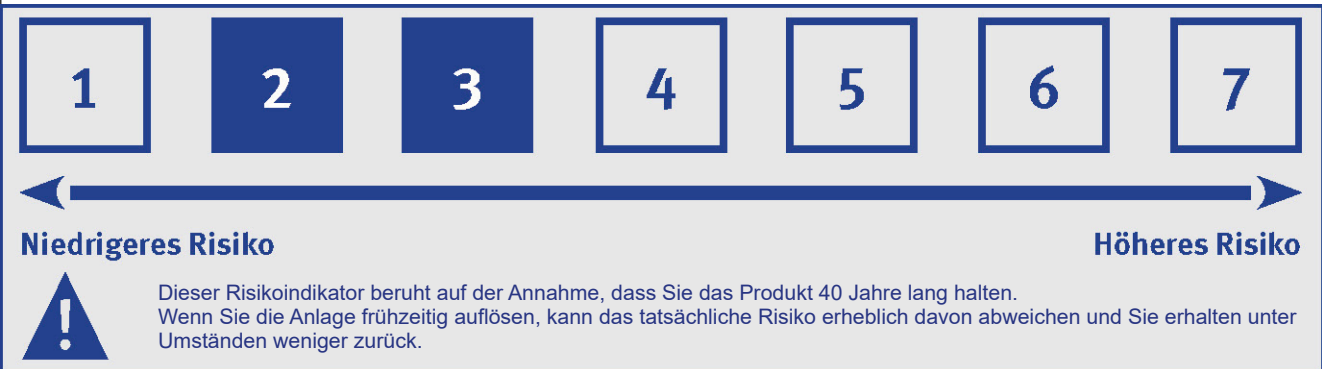 1 2 3 4 5 6 7
Niedrigeres Risiko Höheres Risiko
!
Dieser Risikoindikator beruht auf der Annahme, dass Sie das Produkt 40 Jahre lang halten.
Wenn Sie die Anlage frühzeitig auflösen, kann das tatsächliche Risiko erheblich davon abweichen und Sie erhalten unter
Umständen weniger zurück.